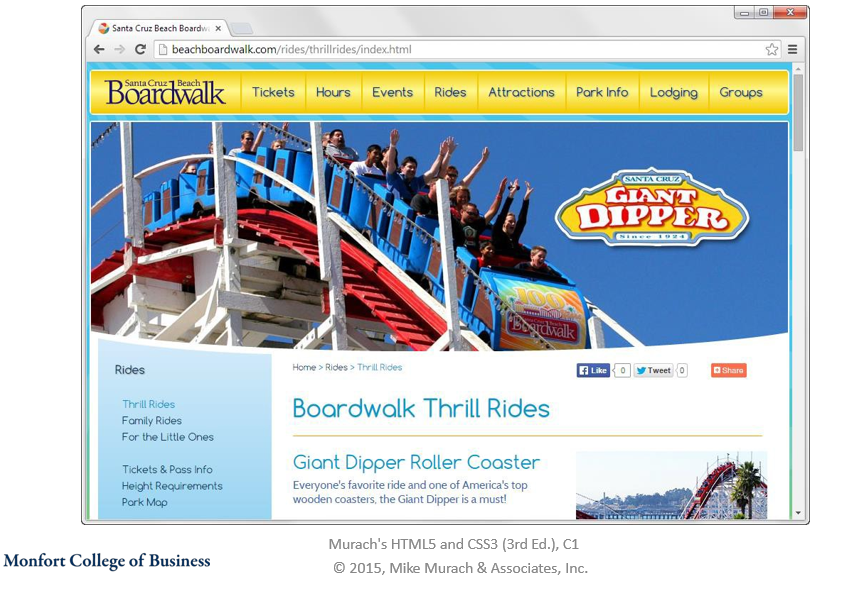 Santa Cruz Beach Boardw
beachboardwalk.com/rides/thrillrides/index.html
Santa Cruz Beach
Boardwalk
Tickets Hours Events Rides Attractions Park Info Lodging Groups
SANTA CRUZ
GIANT
DIPPER
Since 1924
100
Boardwalk
Rides
Home > Rides > Thrill Rides
Like 0 Tweet 0 Share
Thrill Rides
Family Rides
For the Little Ones
Tickets & Pass Info
Height Requirements
Park Map
Boardwalk Thrill Rides
Giant Dipper Roller Coaster
Everyone's favorite ride and one of America's top
wooden coasters, the Giant Dipper is a must!
Monfort College of Business
Murach's HTML5 and CSS3 (3rd Ed.), C1
© 2015, Mike Murach & Associates, Inc.